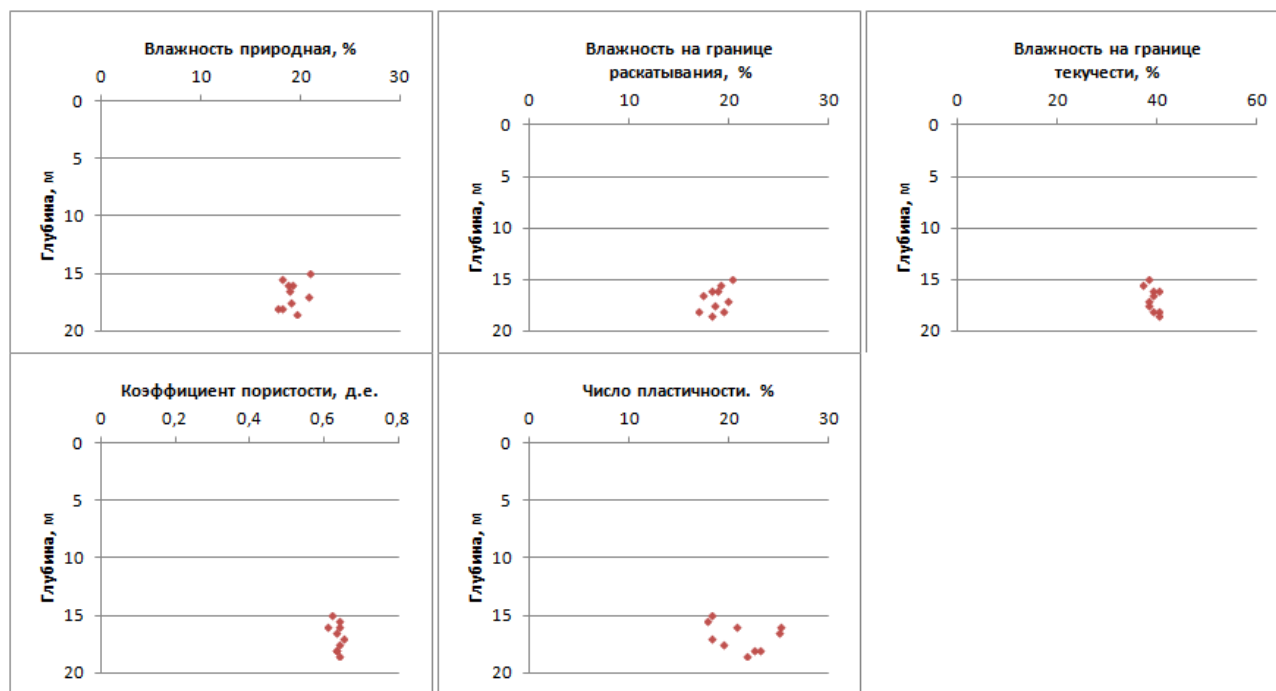 Влажность природная, %
0 10 20 30
0
5
10
15
20
Глубина, м
Влажность на границе
раскатывания, %
0 10 20 30
0
5
10
15
20
Глубина, м
Влажность на границе
текучести, %
0 20 40 60
0
5
10
15
20
Глубина, м
Коэффициент пористости, д.е.
0 0,2 0,4 0,6 0,8
0
5
10
15
20
Глубина, м
Число пластичности. %
0 10 20 30
0
5
10
15
20
Глубина, м